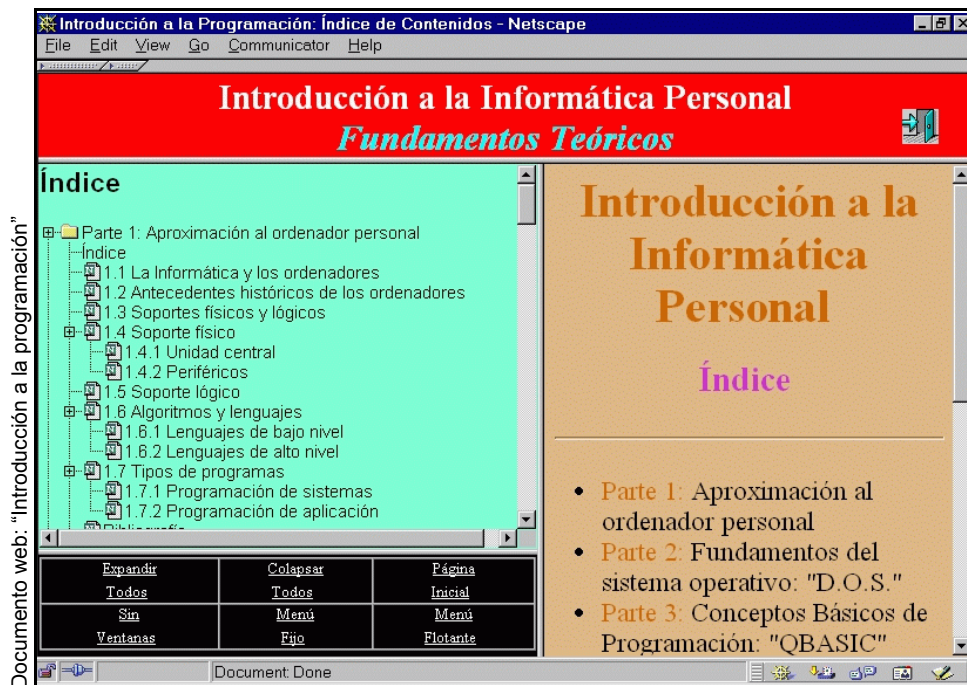 Introducción a la Programación: Índice de Contenidos - Netscape
File Edit View Go Communicator Help
Introducción a la Informática Personal
Fundamentos Teóricos
Índice
Parte 1: Aproximación al ordenador personal
Índice
1.1 La Informática y los ordenadores
1.2 Antecedentes históricos de los ordenadores
1.3 Soportes físicos y lógicos
1.4 Soporte físico
1.4.1 Unidad central
1.4.2 Periféricos
1.5 Soporte lógico
1.6 Algoritmos y lenguajes
1.6.1 Lenguajes de bajo nivel
1.6.2 Lenguajes de alto nivel
1.7 Tipos de programas
1.7.1 Programación de sistemas
1.7.2 Programación de aplicación
Bibliografía
Expandir Colapsar Página
Todos Todos Inicial
Sin Menú Menú
Ventanas Fijo Flotante
Introducción a la
Informática
Personal
Índice
Parte 1: Aproximación al
ordenador personal
Parte 2: Fundamentos del
sistema operativo: "D.O.S."
Parte 3: Conceptos Básicos de
Programación: "QBASIC"
Document: Done
Documento web: “Introducción a la programación”